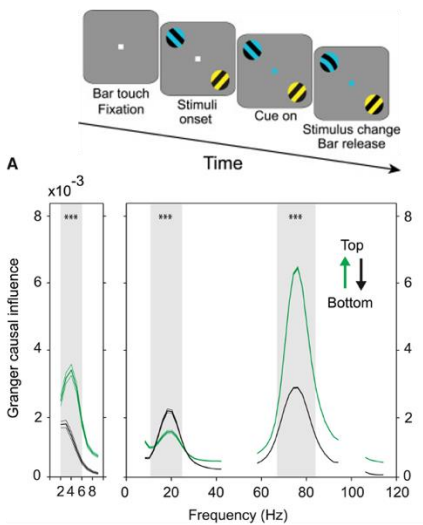 Bar touch
Fixation
Stimuli
onset
Cue on
Stimulus change
Bar release
Time
A
x10⁻³
8
6
4
2
0
***
***
***
Top
Bottom
8
6
4
2
0
2 4 6 8
0 20 40 60 80 100 120
Granger causal influence
Frequency (Hz)